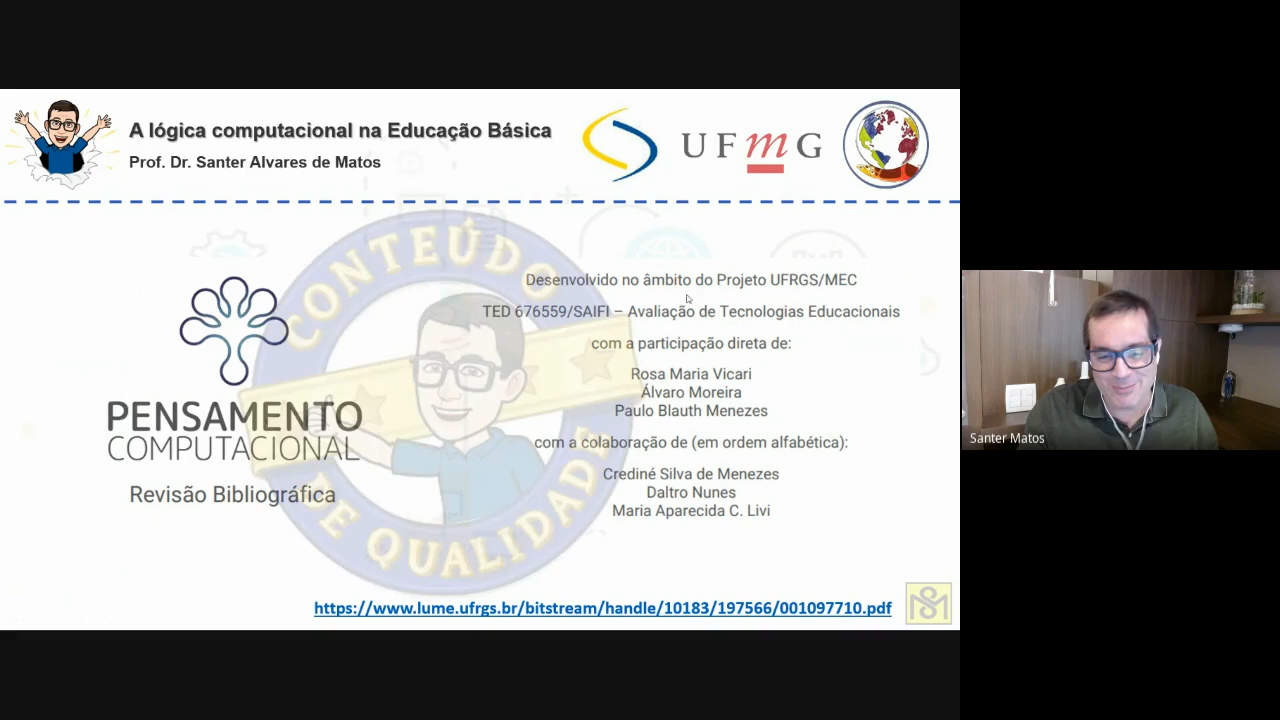 A lógica computacional na Educação Básica
Prof. Dr. Santer Alvares de Matos
UFmG
CONTEÚDO
DE QUALIDADE
PENSAMENTO
COMPUTACIONAL
Revisão Bibliográfica
Desenvolvido no âmbito do Projeto UFRGS/MEC
TED 676559/SAIFI – Avaliação de Tecnologias Educacionais
com a participação direta de:
Rosa Maria Vicari
Álvaro Moreira
Paulo Blauth Menezes
com a colaboração de (em ordem alfabética):
Crediné Silva de Menezes
Daltro Nunes
Maria Aparecida C. Livi
https://www.lume.ufrgs.br/bitstream/handle/10183/197566/001097710.pdf
Santer Matos